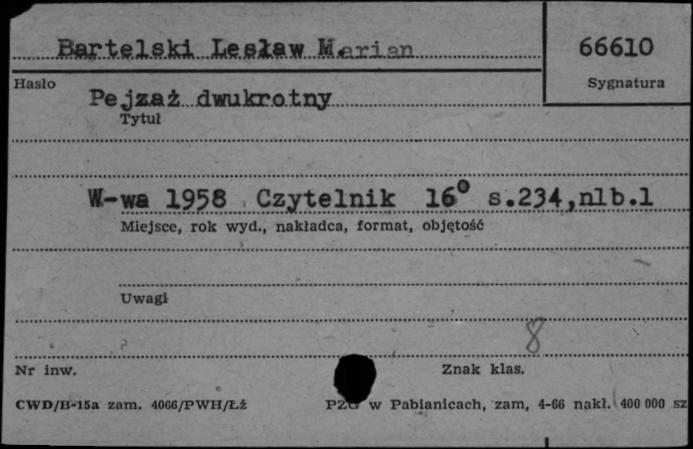 Bartelski Lesław Marian
66610
Hasło
Sygnatura
Pejzaż dwukrotny
Tytuł
W-wa 1958 Czytelnik 16° s.234,nlb.1
Miejsce, rok wyd., nakładca, format, objętość
Uwagi
8
Nr inw.
Znak klas.
CWD/B-15a zam. 4066/PWH/Łź
PZG w Pabianicach, zam, 4-66 nakł. 400 000 sz